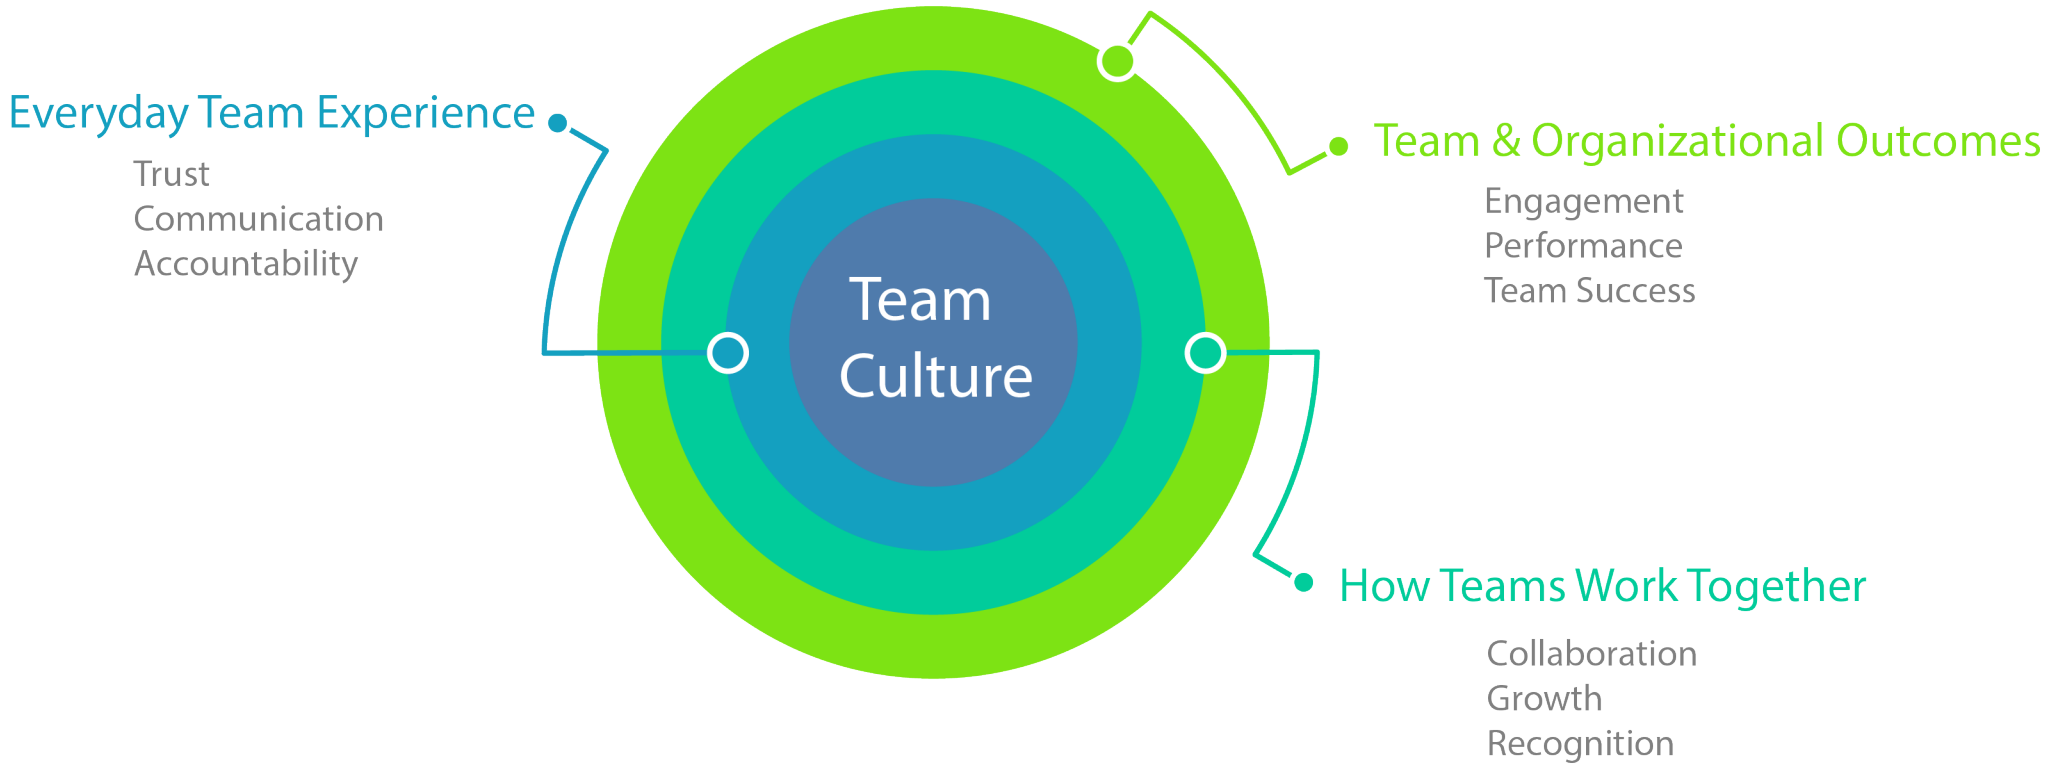 Everyday Team Experience
Trust
Communication
Accountability
Team
Culture
Team & Organizational Outcomes
Engagement
Performance
Team Success
How Teams Work Together
Collaboration
Growth
Recognition